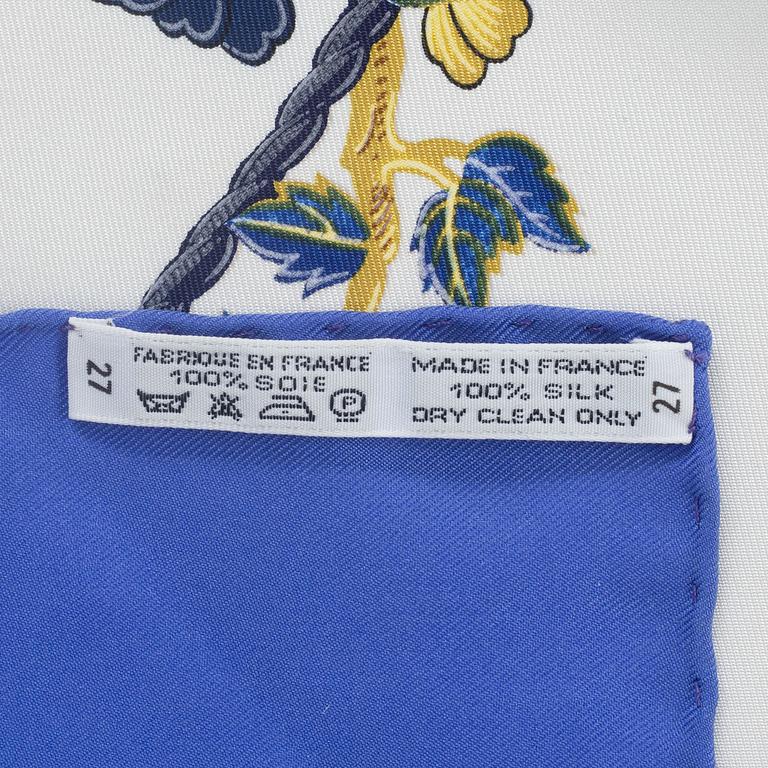 27
FABRIQUE EN FRANCE
100% SOIE
P
MADE IN FRANCE
100% SILK
DRY CLEAN ONLY
27